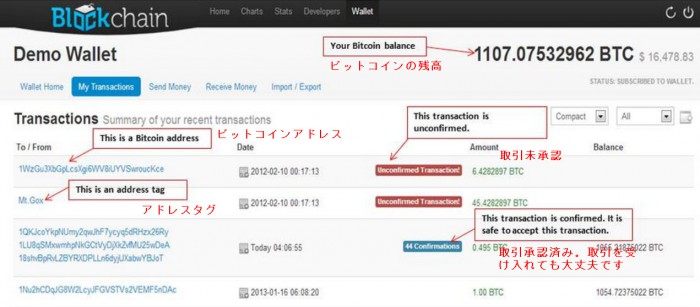 Blockchain
Home Charts Stats Developers Wallet
Demo Wallet
Your Bitcoin balance
1107.07532962 BTC $ 16,478.83
ビットコインの残高
Wallet Home My Transactions Send Money Receive Money Import / Export
STATUS: SUBSCRIBED TO WALLET.
Transactions Summary of your recent transactions
This transaction is
unconfirmed.
Compact All
This is a Bitcoin address
ビットコインアドレス
To / From Date Amount Balance
取引未承認
2012-02-10 00:17:13 Unconfirmed Transaction! 6.4282897 BTC
This is an address tag
Mt.Gox 2012-02-10 00:17:13 Unconfirmed Transaction! 45.4282897 BTC
アドレスタグ
This transaction is confirmed. It is
safe to accept this transaction.
Today 04:06:55 44 Confirmations 0.495 BTC
取引承認済み。取引を受
け入れても大丈夫です
2013-01-16 06:08:20 1.00 BTC 1054.72375022 BTC